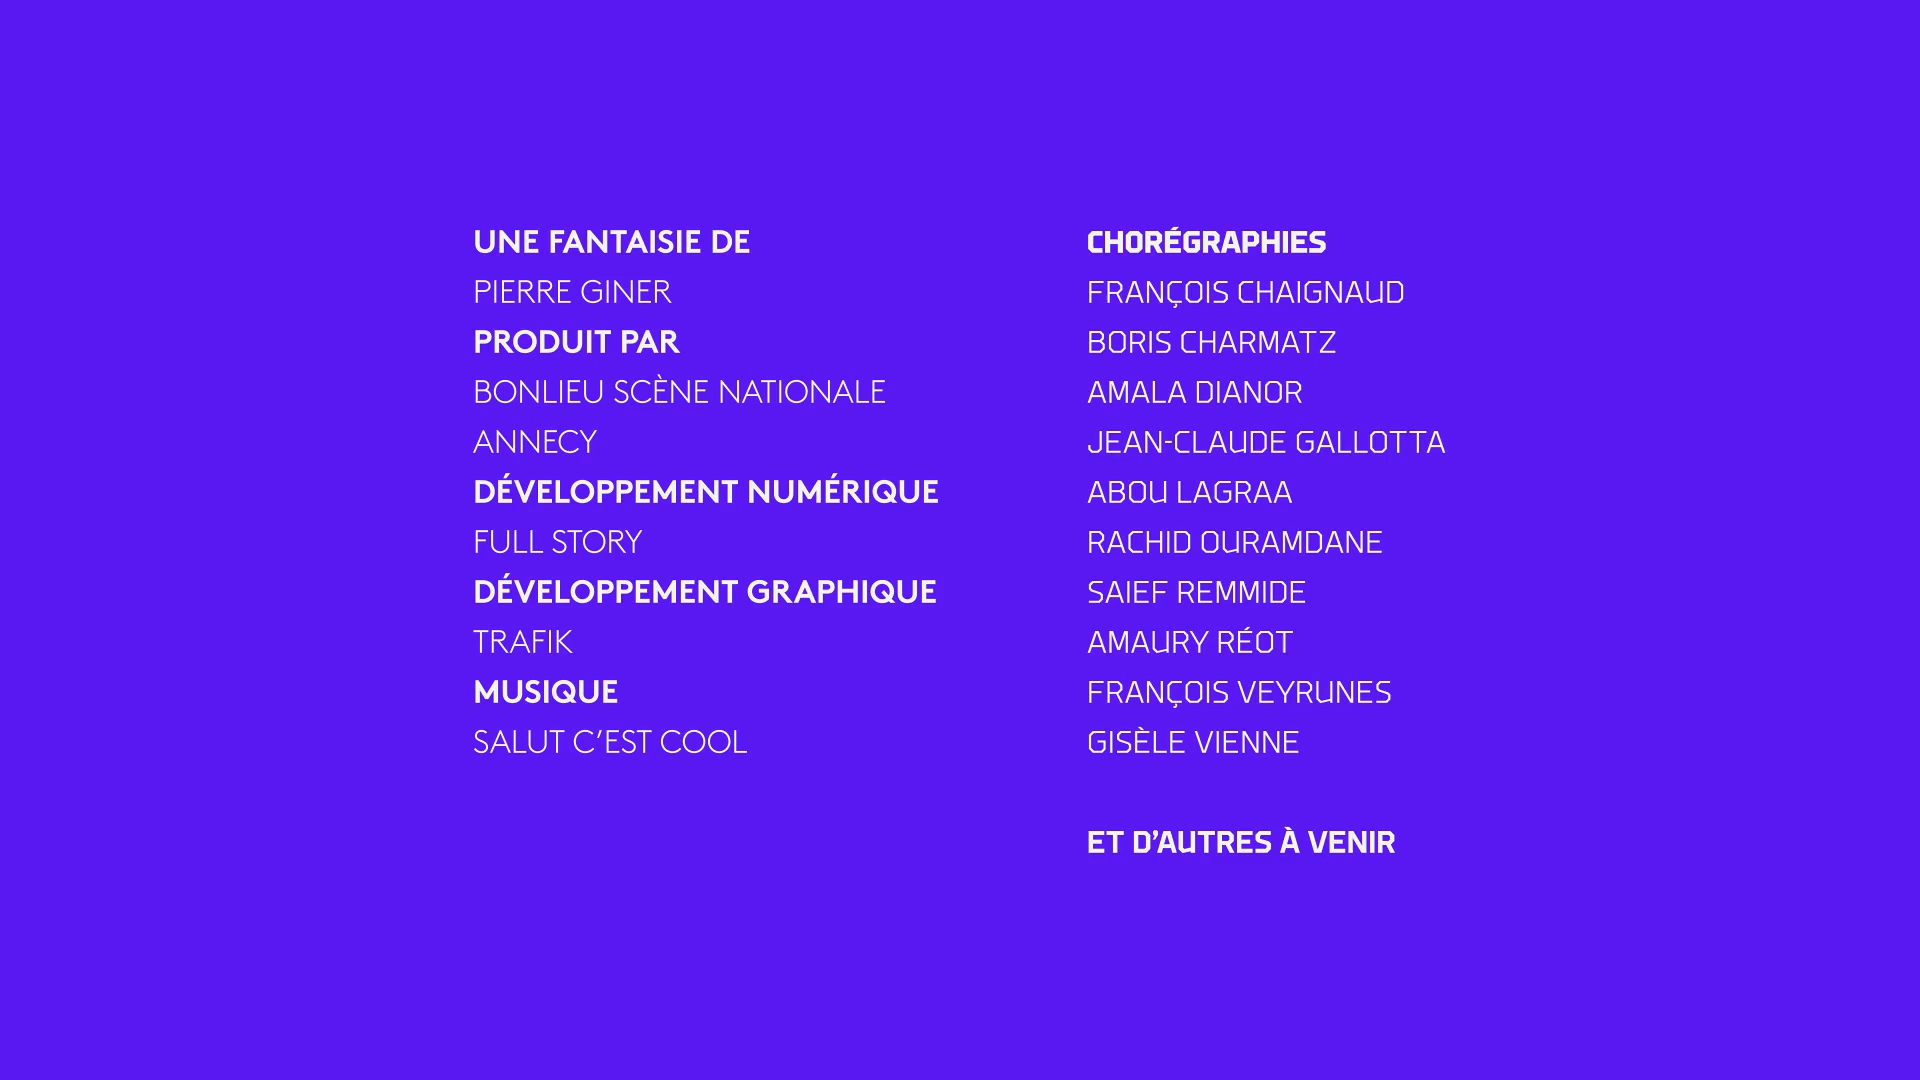 UNE FANTAISIE DE
PIERRE GINER
PRODUIT PAR
BONLIEU SCÈNE NATIONALE
ANNECY
DÉVELOPPEMENT NUMÉRIQUE
FULL STORY
DÉVELOPPEMENT GRAPHIQUE
TRAFIK
MUSIQUE
SALUT C’EST COOL
CHORÉGRAPHIES
FRANÇOIS CHAIGNAUD
BORIS CHARMATZ
AMALA DIANOR
JEAN-CLAUDE GALLOTTA
ABOU LAGRAA
RACHID OURAMDANE
SAIEF REMMIDE
AMAURY RÉOT
FRANÇOIS VEYRUNES
GISÈLE VIENNE
ET D’AUTRES À VENIR